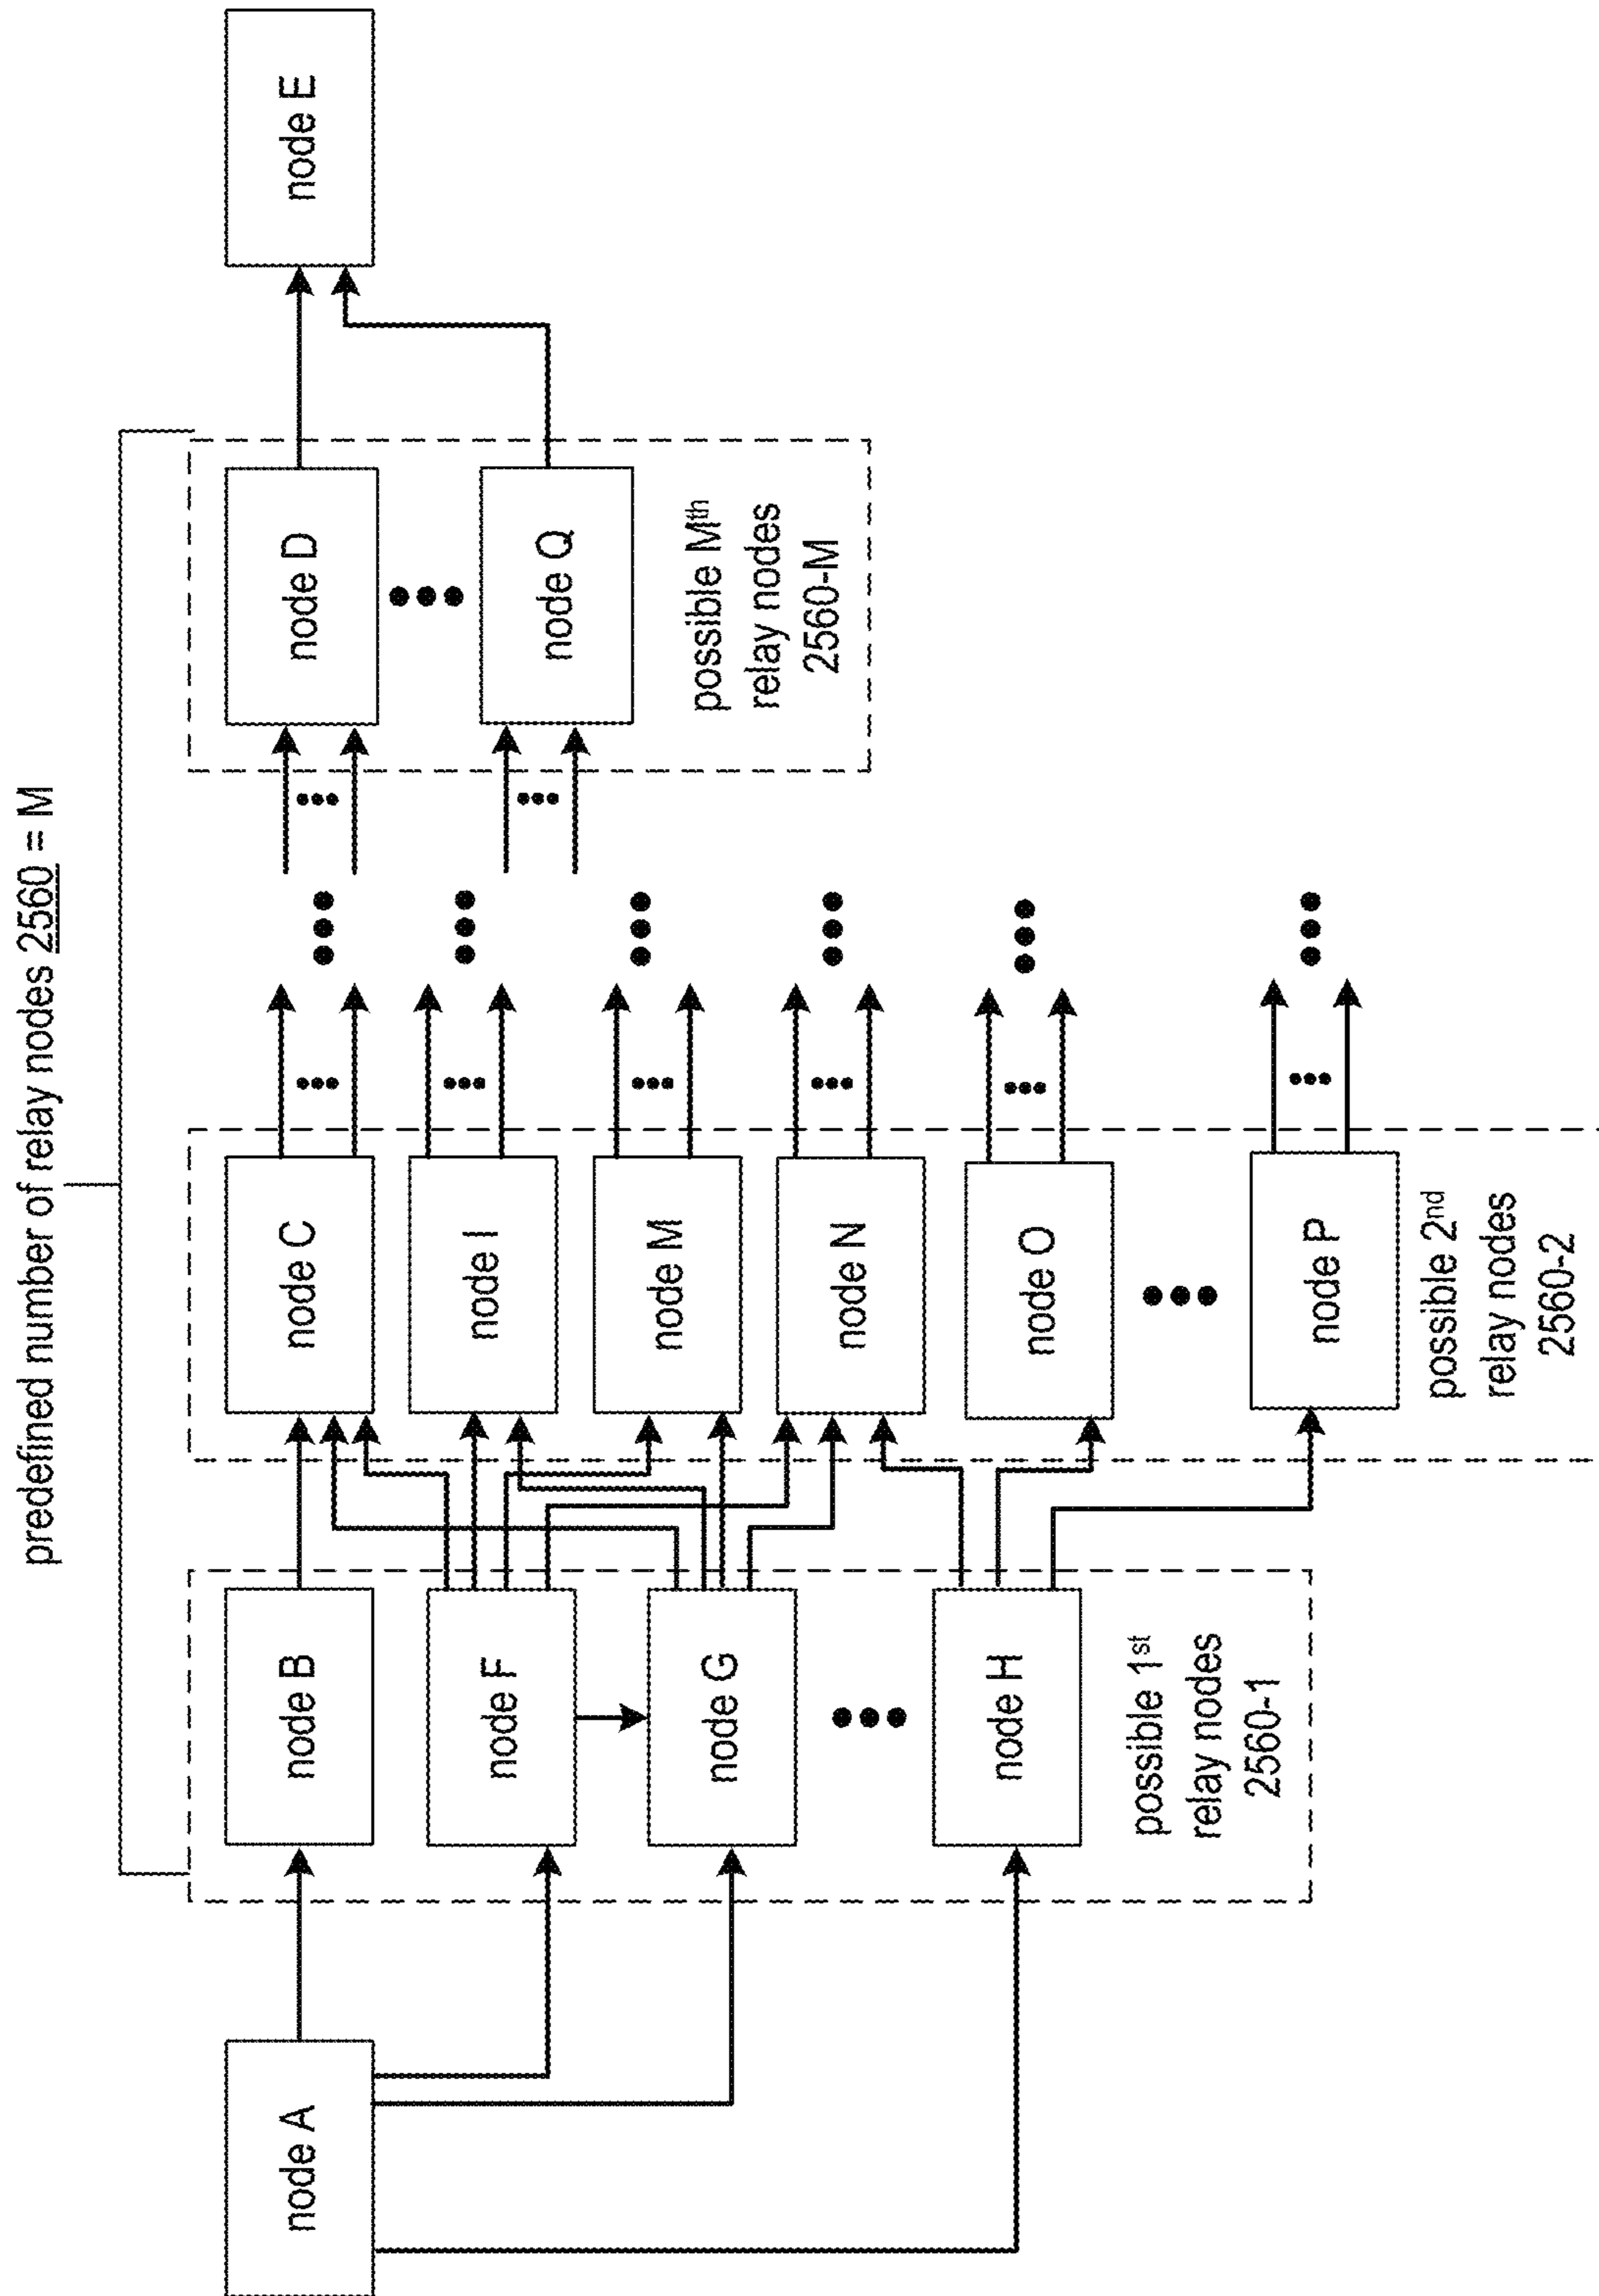 predefined number of relay nodes 2560 = M
node A
node B
node F
node G
node H
possible 1st
relay nodes
2560-1
node C
node I
node M
node N
node O
node P
possible 2nd
relay nodes
2560-2
node D
node Q
possible Mth
relay nodes
2560-M
node E